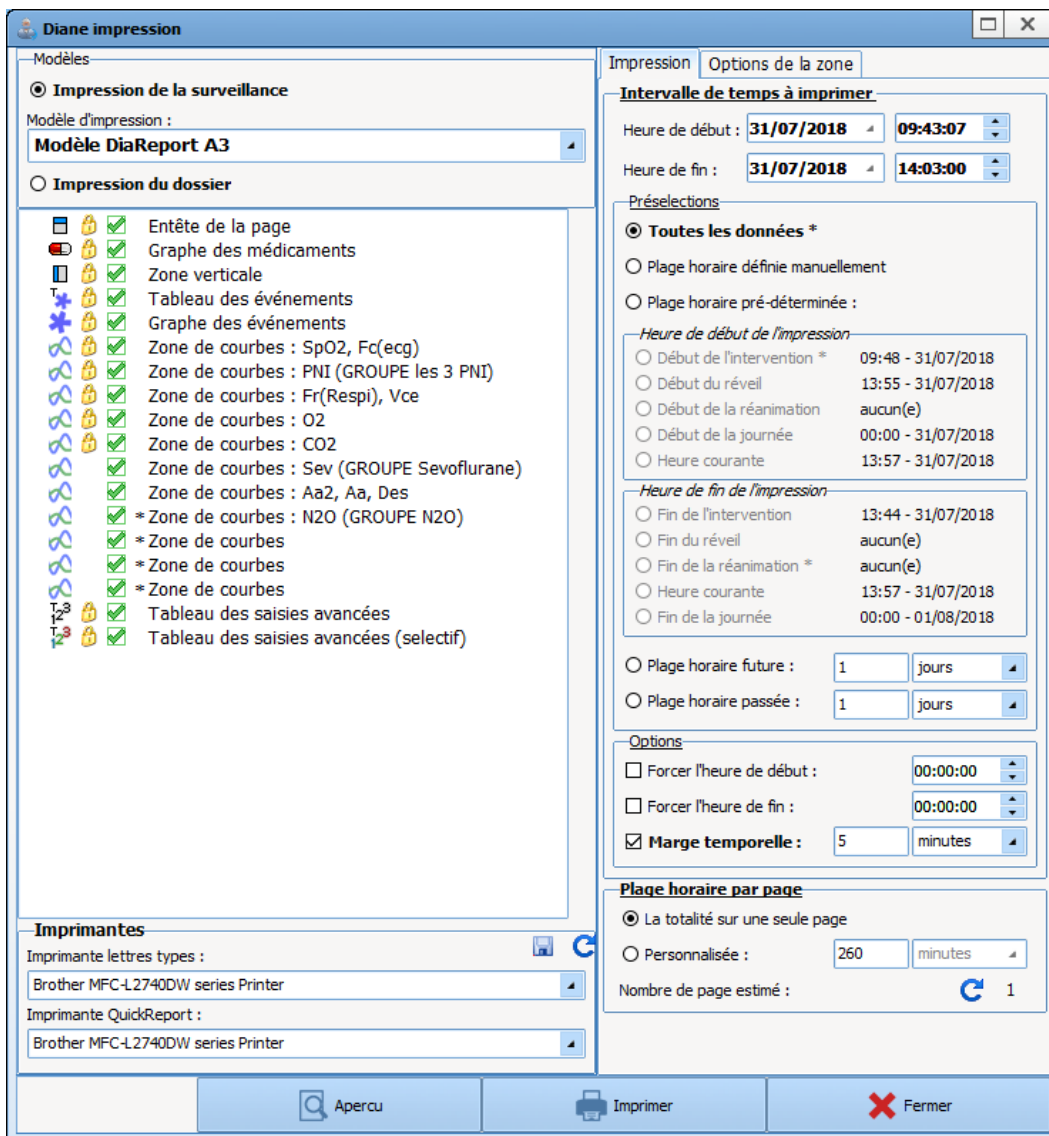 Diane impression
Modèles
Impression de la surveillance
Modèle d'impression :
Modèle DiaReport A3
Impression du dossier
Entête de la page
Graphe des médicaments
Zone verticale
Tableau des événements
Graphe des événements
Zone de courbes : SpO2, Fc(ecg)
Zone de courbes : PNI (GROUPE les 3 PNI)
Zone de courbes : Fr(Respi), Vce
Zone de courbes : O2
Zone de courbes : CO2
Zone de courbes : Sev (GROUPE Sevoflurane)
Zone de courbes : Aa2, Aa, Des
* Zone de courbes : N2O (GROUPE N2O)
* Zone de courbes
* Zone de courbes
* Zone de courbes
Tableau des saisies avancées
Tableau des saisies avancées (selectif)
Imprimantes
Imprimante lettres types :
Brother MFC-L2740DW series Printer
Imprimante QuickReport :
Brother MFC-L2740DW series Printer
Impression Options de la zone
Intervalle de temps à imprimer
Heure de début : 31/07/2018 09:43:07
Heure de fin : 31/07/2018 14:03:00
Préselections
Toutes les données *
Plage horaire définie manuellement
Plage horaire pré-déterminée :
Heure de début de l'impression
Début de l'intervention * 09:48 - 31/07/2018
Début du réveil 13:55 - 31/07/2018
Début de la réanimation aucun(e)
Début de la journée 00:00 - 31/07/2018
Heure courante 13:57 - 31/07/2018
Heure de fin de l'impression
Fin de l'intervention 13:44 - 31/07/2018
Fin du réveil aucun(e)
Fin de la réanimation * aucun(e)
Heure courante 13:57 - 31/07/2018
Fin de la journée 00:00 - 01/08/2018
Plage horaire future : 1 jours
Plage horaire passée : 1 jours
Options
Forcer l'heure de début : 00:00:00
Forcer l'heure de fin : 00:00:00
Marge temporelle : 5 minutes
Plage horaire par page
La totalité sur une seule page
Personnalisée : 260 minutes
Nombre de page estimé : 1
Apercu Imprimer Fermer